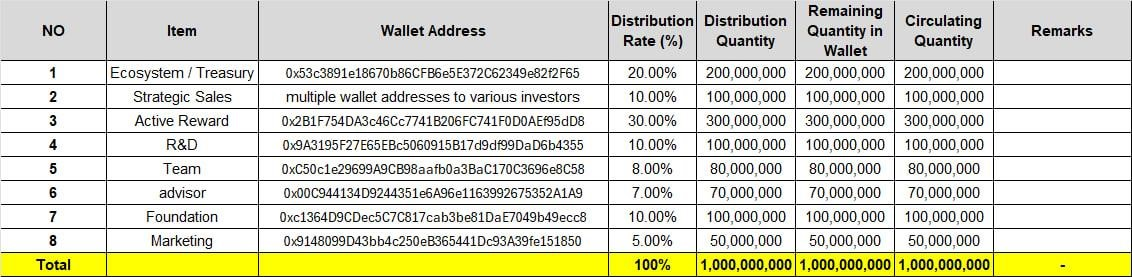 NO Item Wallet Address Distribution Rate (%) Distribution Quantity Remaining Quantity in Wallet Circulating Quantity Remarks
1 Ecosystem / Treasury 0x53c3891e18670b86CFB6e5E372C62349e82f2F65 20.00% 200,000,000 200,000,000 200,000,000
2 Strategic Sales multiple wallet addresses to various investors 10.00% 100,000,000 100,000,000 100,000,000
3 Active Reward 0x2B1F754DA3c46Cc7741B206FC741F0D0AEf95dD8 30.00% 300,000,000 300,000,000 300,000,000
4 R&D 0x9A3195F27E65EBc5060915B17d9df99DaD6b4355 10.00% 100,000,000 100,000,000 100,000,000
5 Team 0xC50c1e29699A9CB98aafb0a3BaC170C3696e8C58 8.00% 80,000,000 80,000,000 80,000,000
6 advisor 0x00C944134D9244351e6A96e1163992675352A1A9 7.00% 70,000,000 70,000,000 70,000,000
7 Foundation 0xc1364D9CDec5C7C817cab3be81DaE7049b49ecc8 10.00% 100,000,000 100,000,000 100,000,000
8 Marketing 0x9148099D43bb4c250eB365441Dc93A39fe151850 5.00% 50,000,000 50,000,000 50,000,000
Total 100% 1,000,000,000 1,000,000,000 1,000,000,000 -